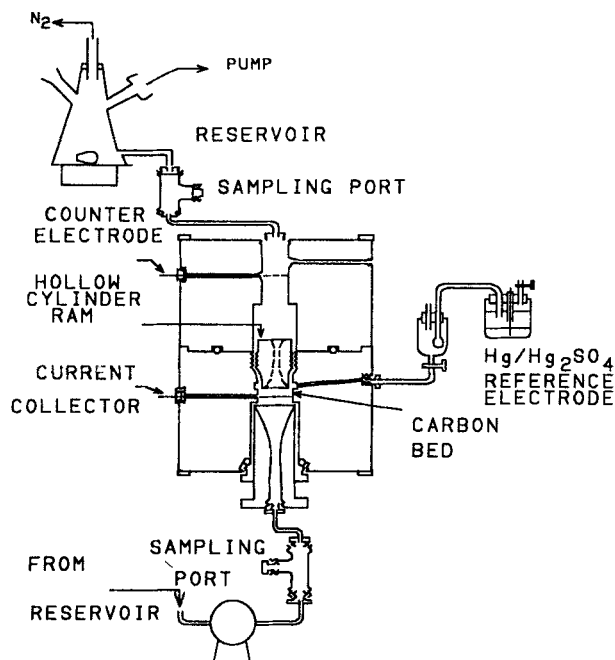 N2
PUMP
RESERVOIR
SAMPLING PORT
COUNTER
ELECTRODE
HOLLOW
CYLINDER
RAM
Hg/Hg2SO4
REFERENCE
ELECTRODE
CURRENT
COLLECTOR
CARBON
BED
SAMPLING
PORT
FROM
RESERVOIR